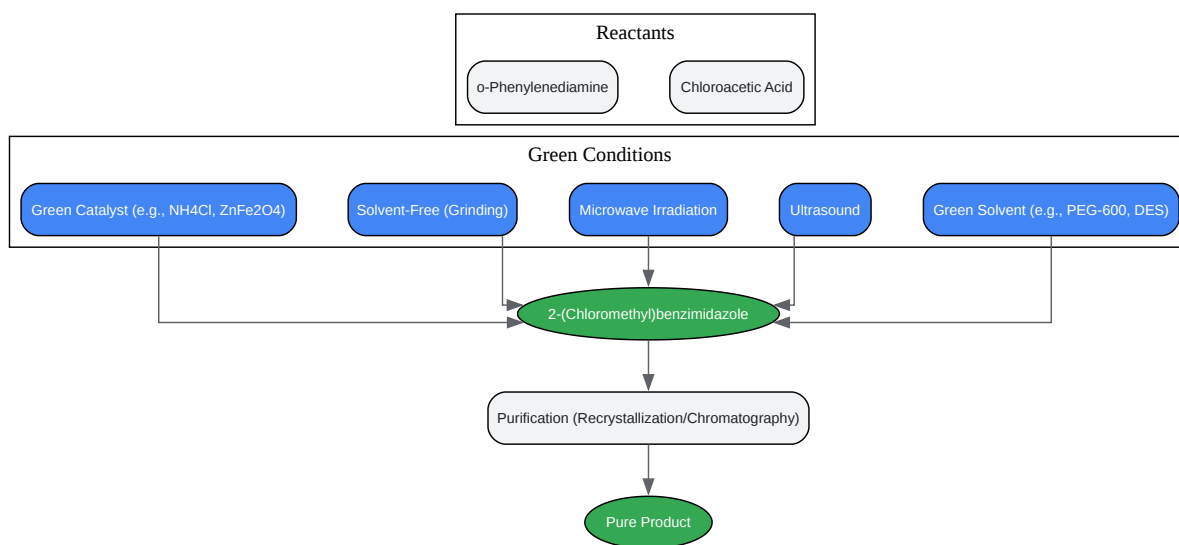 Reactants
o-Phenylenediamine
Chloroacetic Acid
Green Conditions
Green Catalyst (e.g., NH4Cl, ZnFe2O4)
Solvent-Free (Grinding)
Microwave Irradiation
Ultrasound
Green Solvent (e.g., PEG-600, DES)
2-(Chloromethyl)benzimidazole
Purification (Recrystallization/Chromatography)
Pure Product